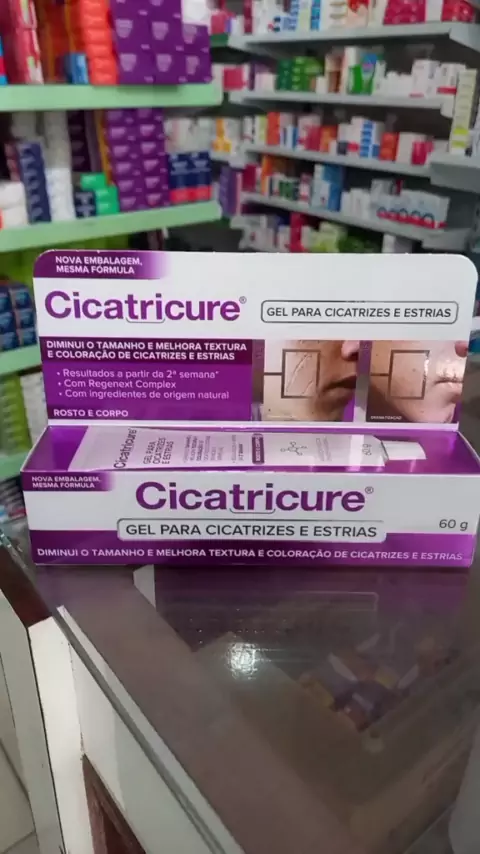 NOVA EMBALAGEM,
MESMA FÓRMULA
Cicatricure®
GEL PARA CICATRIZES E ESTRIAS
DIMINUI O TAMANHO E MELHORA TEXTURA
E COLORAÇÃO DE CICATRIZES E ESTRIAS
• Resultados a partir da 2ª semana*
• Com Regenext Complex
• Com ingredientes de origem natural
ROSTO E CORPO
Cicatricure®
GEL PARA
CICATRIZES
E ESTRIAS
60 g
NOVA EMBALAGEM,
MESMA FÓRMULA
Cicatricure®
GEL PARA CICATRIZES E ESTRIAS
60 g
DIMINUI O TAMANHO E MELHORA TEXTURA E COLORAÇÃO DE CICATRIZES E ESTRIAS